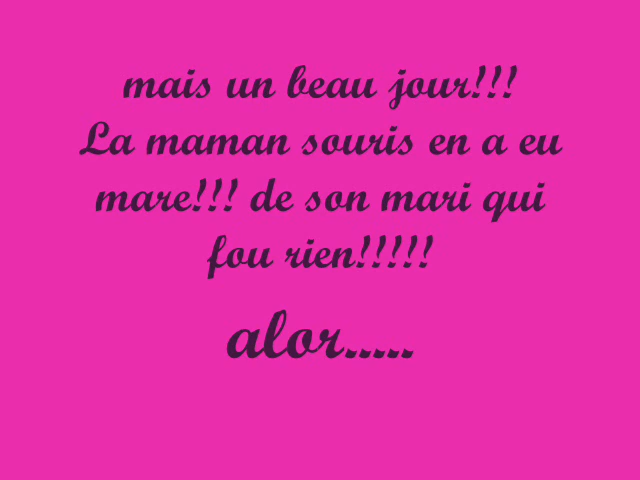 mais un beau jour!!!
La maman souris en a eu
mare!!! de son mari qui
fou rien!!!!!
alor.....